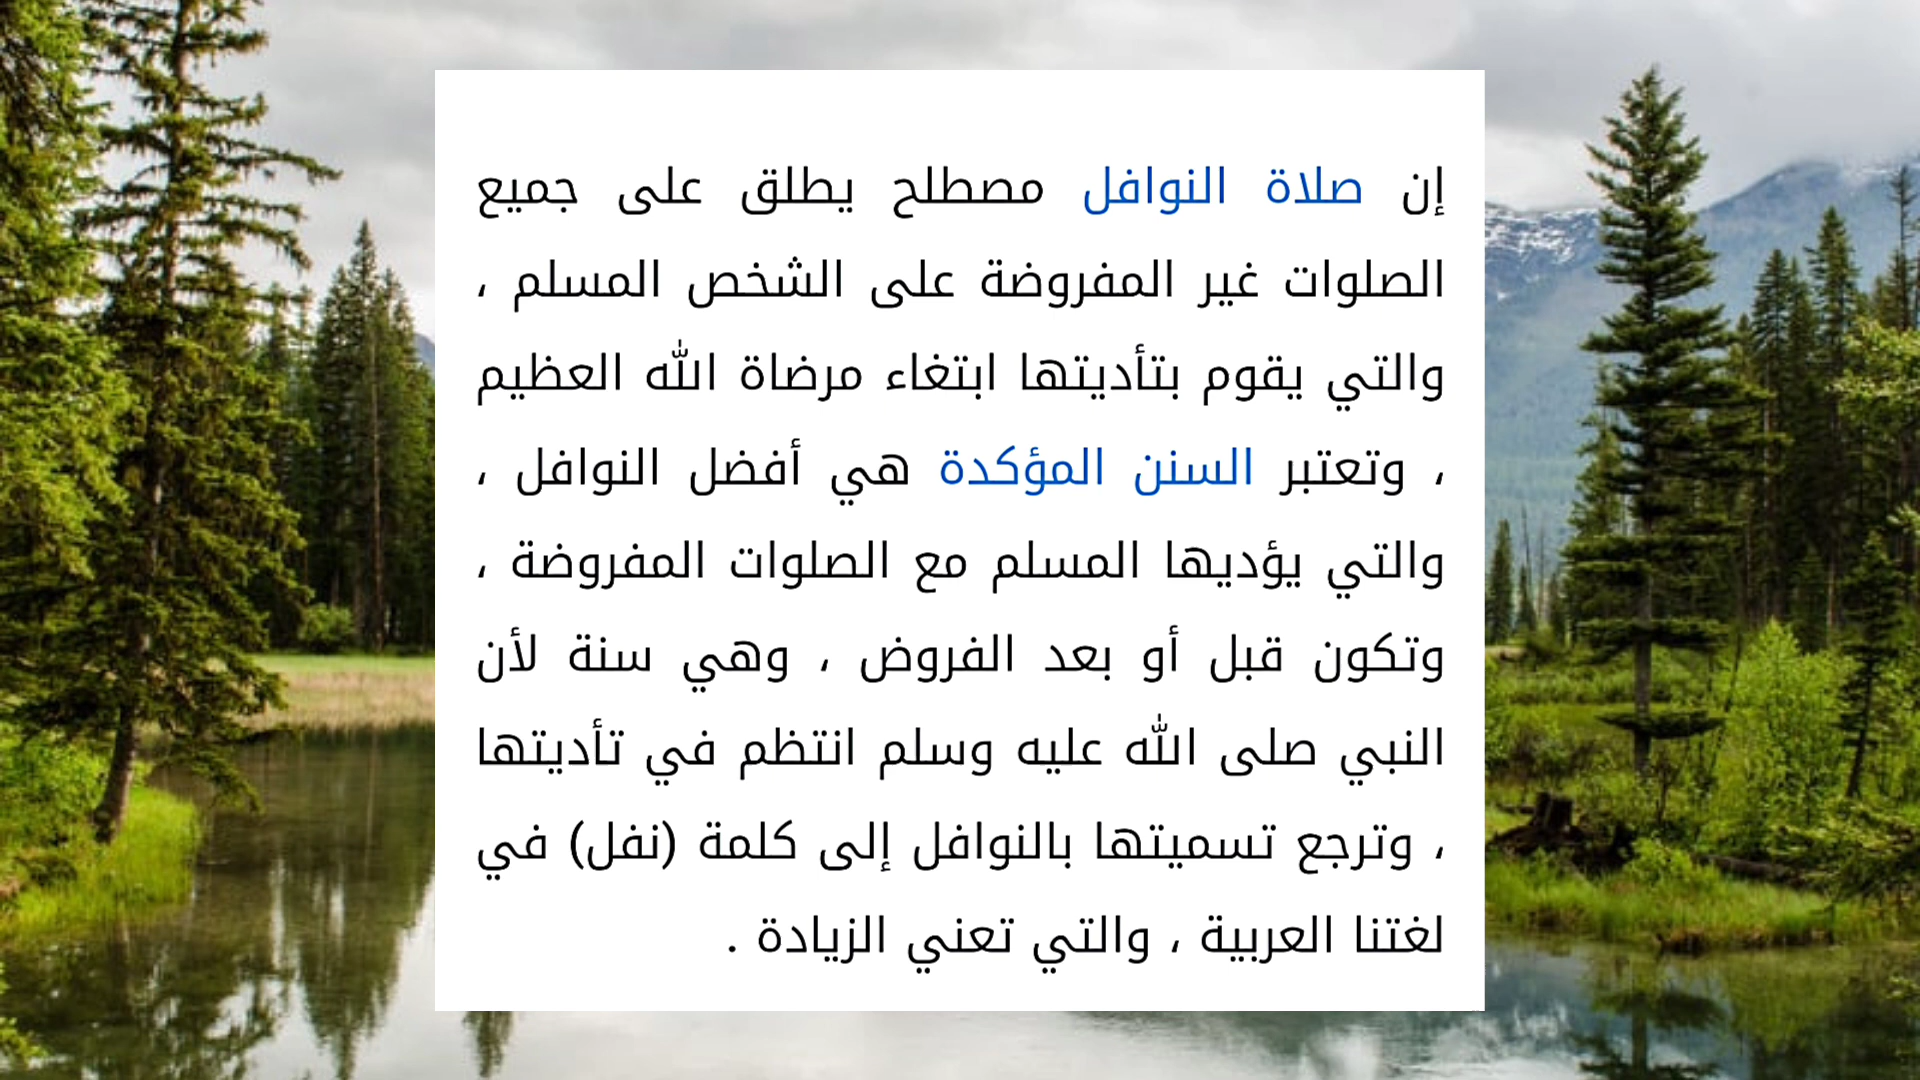 إن صلاة النوافل مصطلح يطلق على جميع
الصلوات غير المفروضة على الشخص المسلم ،
والتي يقوم بتأديتها ابتغاء مرضاة الله العظيم
، وتعتبر السنن المؤكدة هي أفضل النوافل ،
والتي يؤديها المسلم مع الصلوات المفروضة ،
وتكون قبل أو بعد الفروض ، وهي سنة لأن
النبي صلى الله عليه وسلم انتظم في تأديتها
، وترجع تسميتها بالنوافل إلى كلمة (نفل) في
لغتنا العربية ، والتي تعني الزيادة .